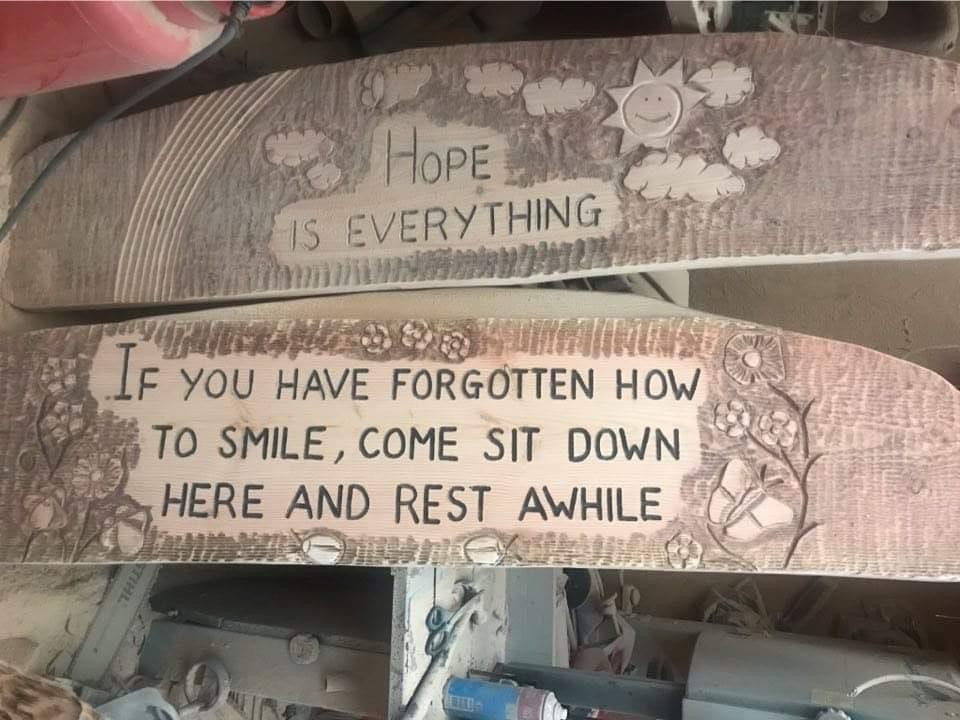 HOPE
IS EVERYTHING
IF YOU HAVE FORGOTTEN HOW
TO SMILE, COME SIT DOWN
HERE AND REST AWHILE